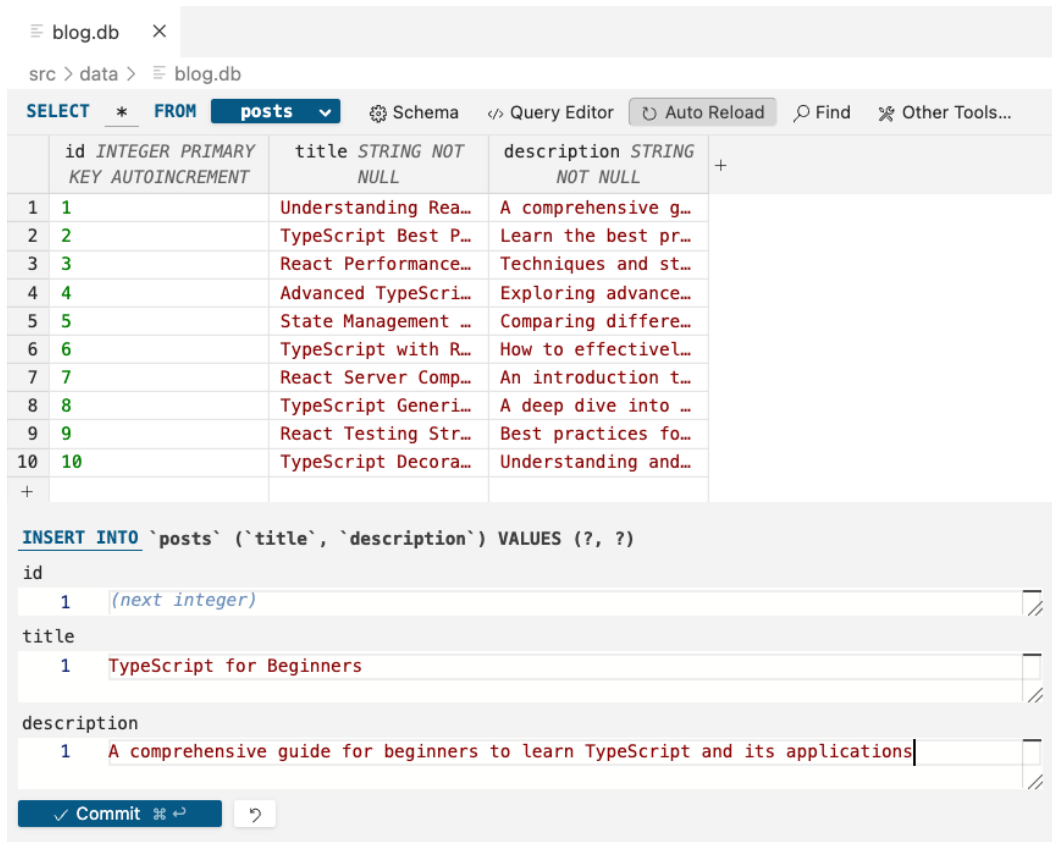 blog.db
src > data > blog.db
SELECT * FROM posts Schema Query Editor Auto Reload Find Other Tools...
id INTEGER PRIMARY KEY AUTOINCREMENT title STRING NOT NULL description STRING NOT NULL +
1 1 Understanding Rea… A comprehensive g…
2 2 TypeScript Best P… Learn the best pr…
3 3 React Performance… Techniques and st…
4 4 Advanced TypeScri… Exploring advance…
5 5 State Management … Comparing differe…
6 6 TypeScript with R… How to effectivel…
7 7 React Server Comp… An introduction t…
8 8 TypeScript Generi… A deep dive into …
9 9 React Testing Str… Best practices fo…
10 10 TypeScript Decora… Understanding and…
+
INSERT INTO `posts` (`title`, `description`) VALUES (?, ?)
id
1 (next integer)
title
1 TypeScript for Beginners
description
1 A comprehensive guide for beginners to learn TypeScript and its applications
✓ Commit ⌘ ↩